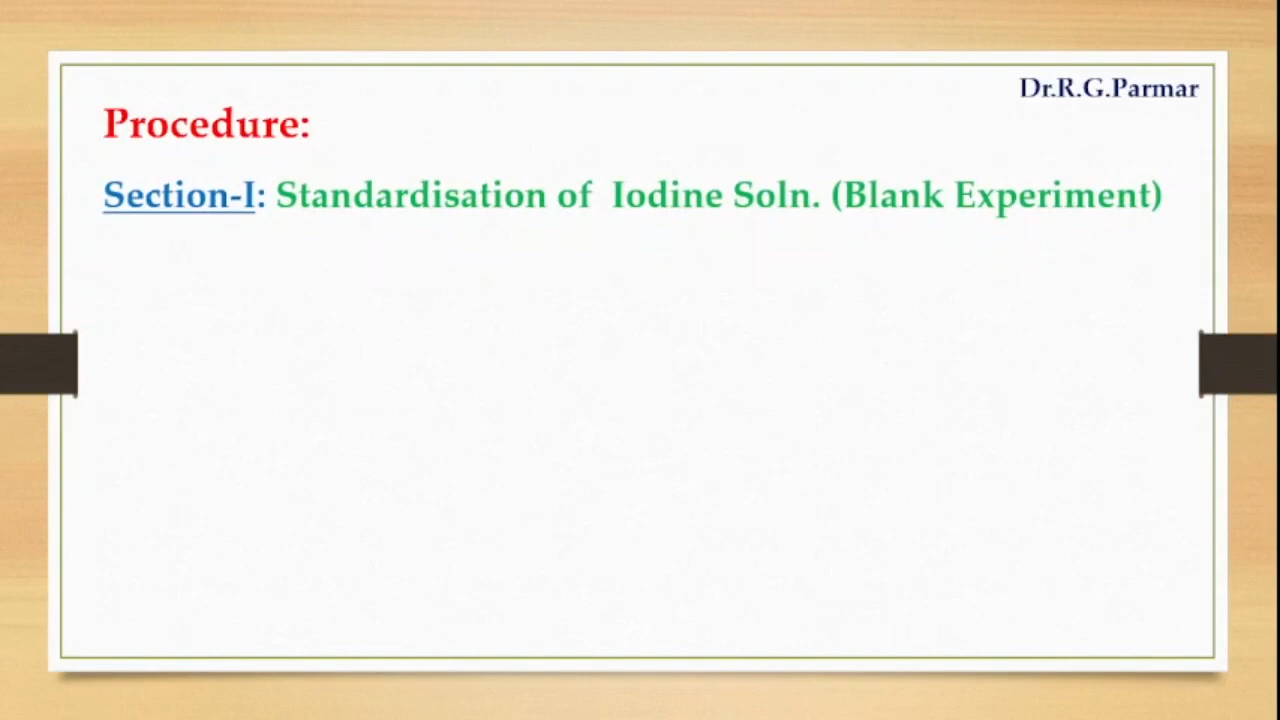 Dr.R.G.Parmar
Procedure:
Section-I: Standardisation of Iodine Soln. (Blank Experiment)